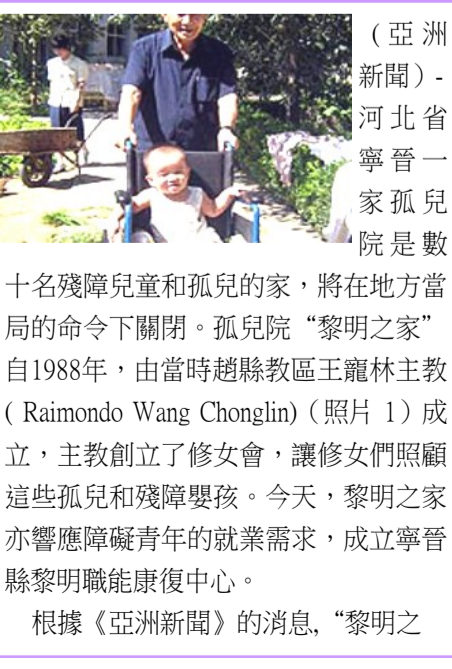 （亞洲
新聞）-
河北省
寧晉一
家孤兒
院是數
十名殘障兒童和孤兒的家，將在地方當
局的命令下關閉。孤兒院“黎明之家”
自1988年，由當時趙縣教區王寵林主教
( Raimondo Wang Chonglin)（照片 1）成
立，主教創立了修女會，讓修女們照顧
這些孤兒和殘障嬰孩。今天，黎明之家
亦響應障礙青年的就業需求，成立寧晉
縣黎明職能康復中心。
根據《亞洲新聞》的消息, “黎明之